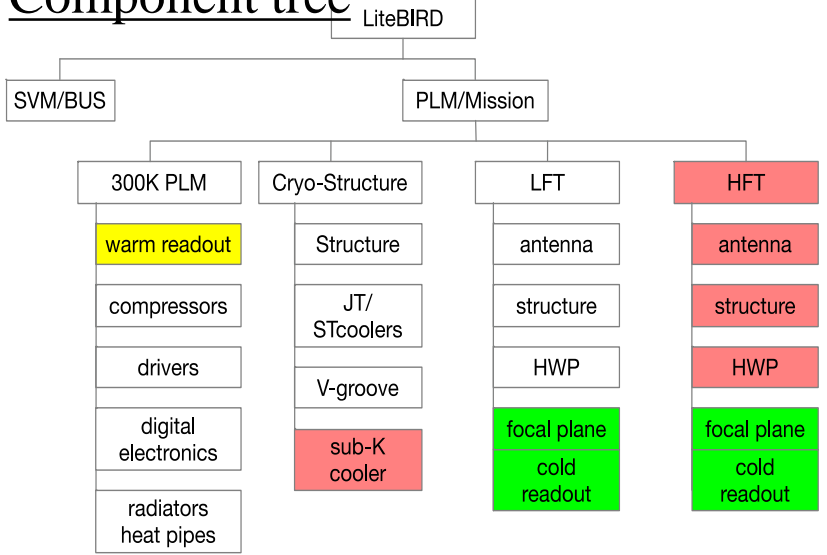 Component tree
LiteBIRD
SVM/BUS
PLM/Mission
300K PLM
Cryo-Structure
LFT
HFT
warm readout
Structure
antenna
antenna
compressors
JT/
STcoolers
structure
structure
drivers
V-groove
HWP
HWP
digital
electronics
sub-K
cooler
focal plane
focal plane
cold
readout
cold
readout
radiators
heat pipes